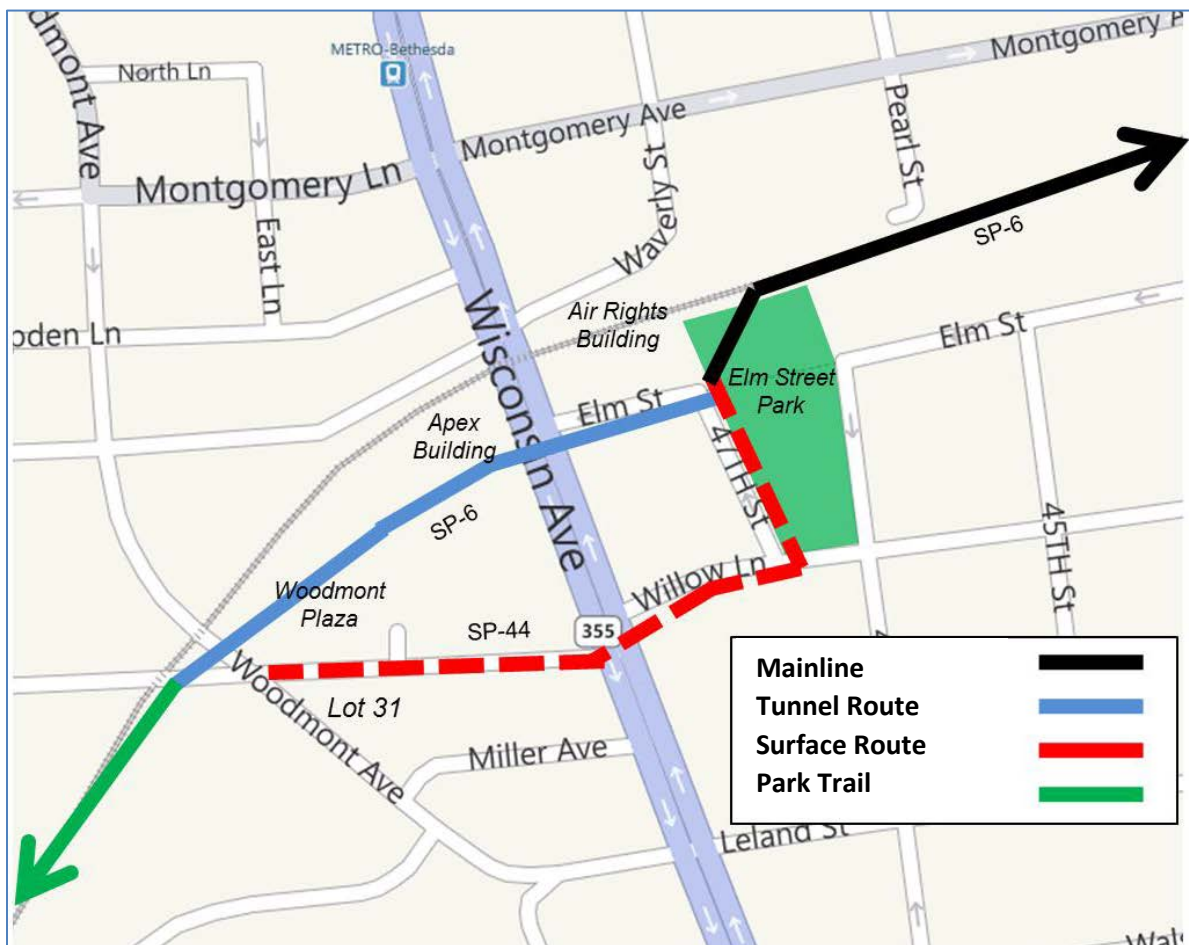 dmont Ave
METRO-Bethesda
North Ln
Montgomery A
Montgomery Ave
Pearl St
Montgomery Ln
East Ln
Waverly St
SP-6
Air Rights
Building
Wisconsin Ave
Elm St
oden Ln
Elm Street
Park
Elm St
Apex
Building
47TH ST
SP-6
45TH ST
Willow Ln
Woodmont
Plaza
SP-44
355
4
Woodmont Ave
Lot 31
Miller Ave
Mainline
Tunnel Route
Surface Route
Park Trail
Leland St
Wals